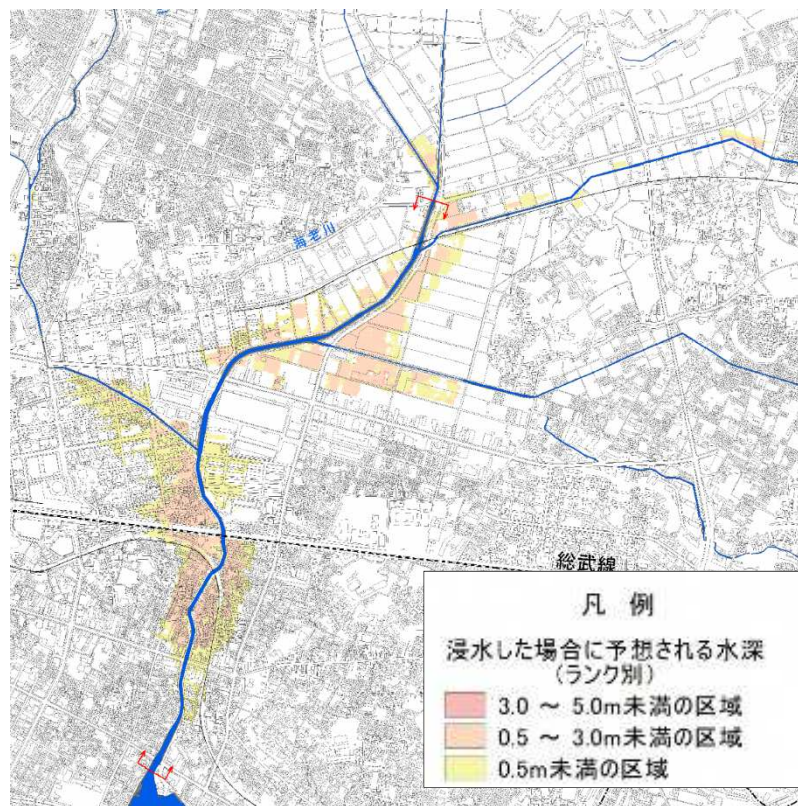 海老川
総武線
凡 例
浸水した場合に予想される水深
(ランク別)
3.0 ～ 5.0m未満の区域
0.5 ～ 3.0m未満の区域
0.5m未満の区域